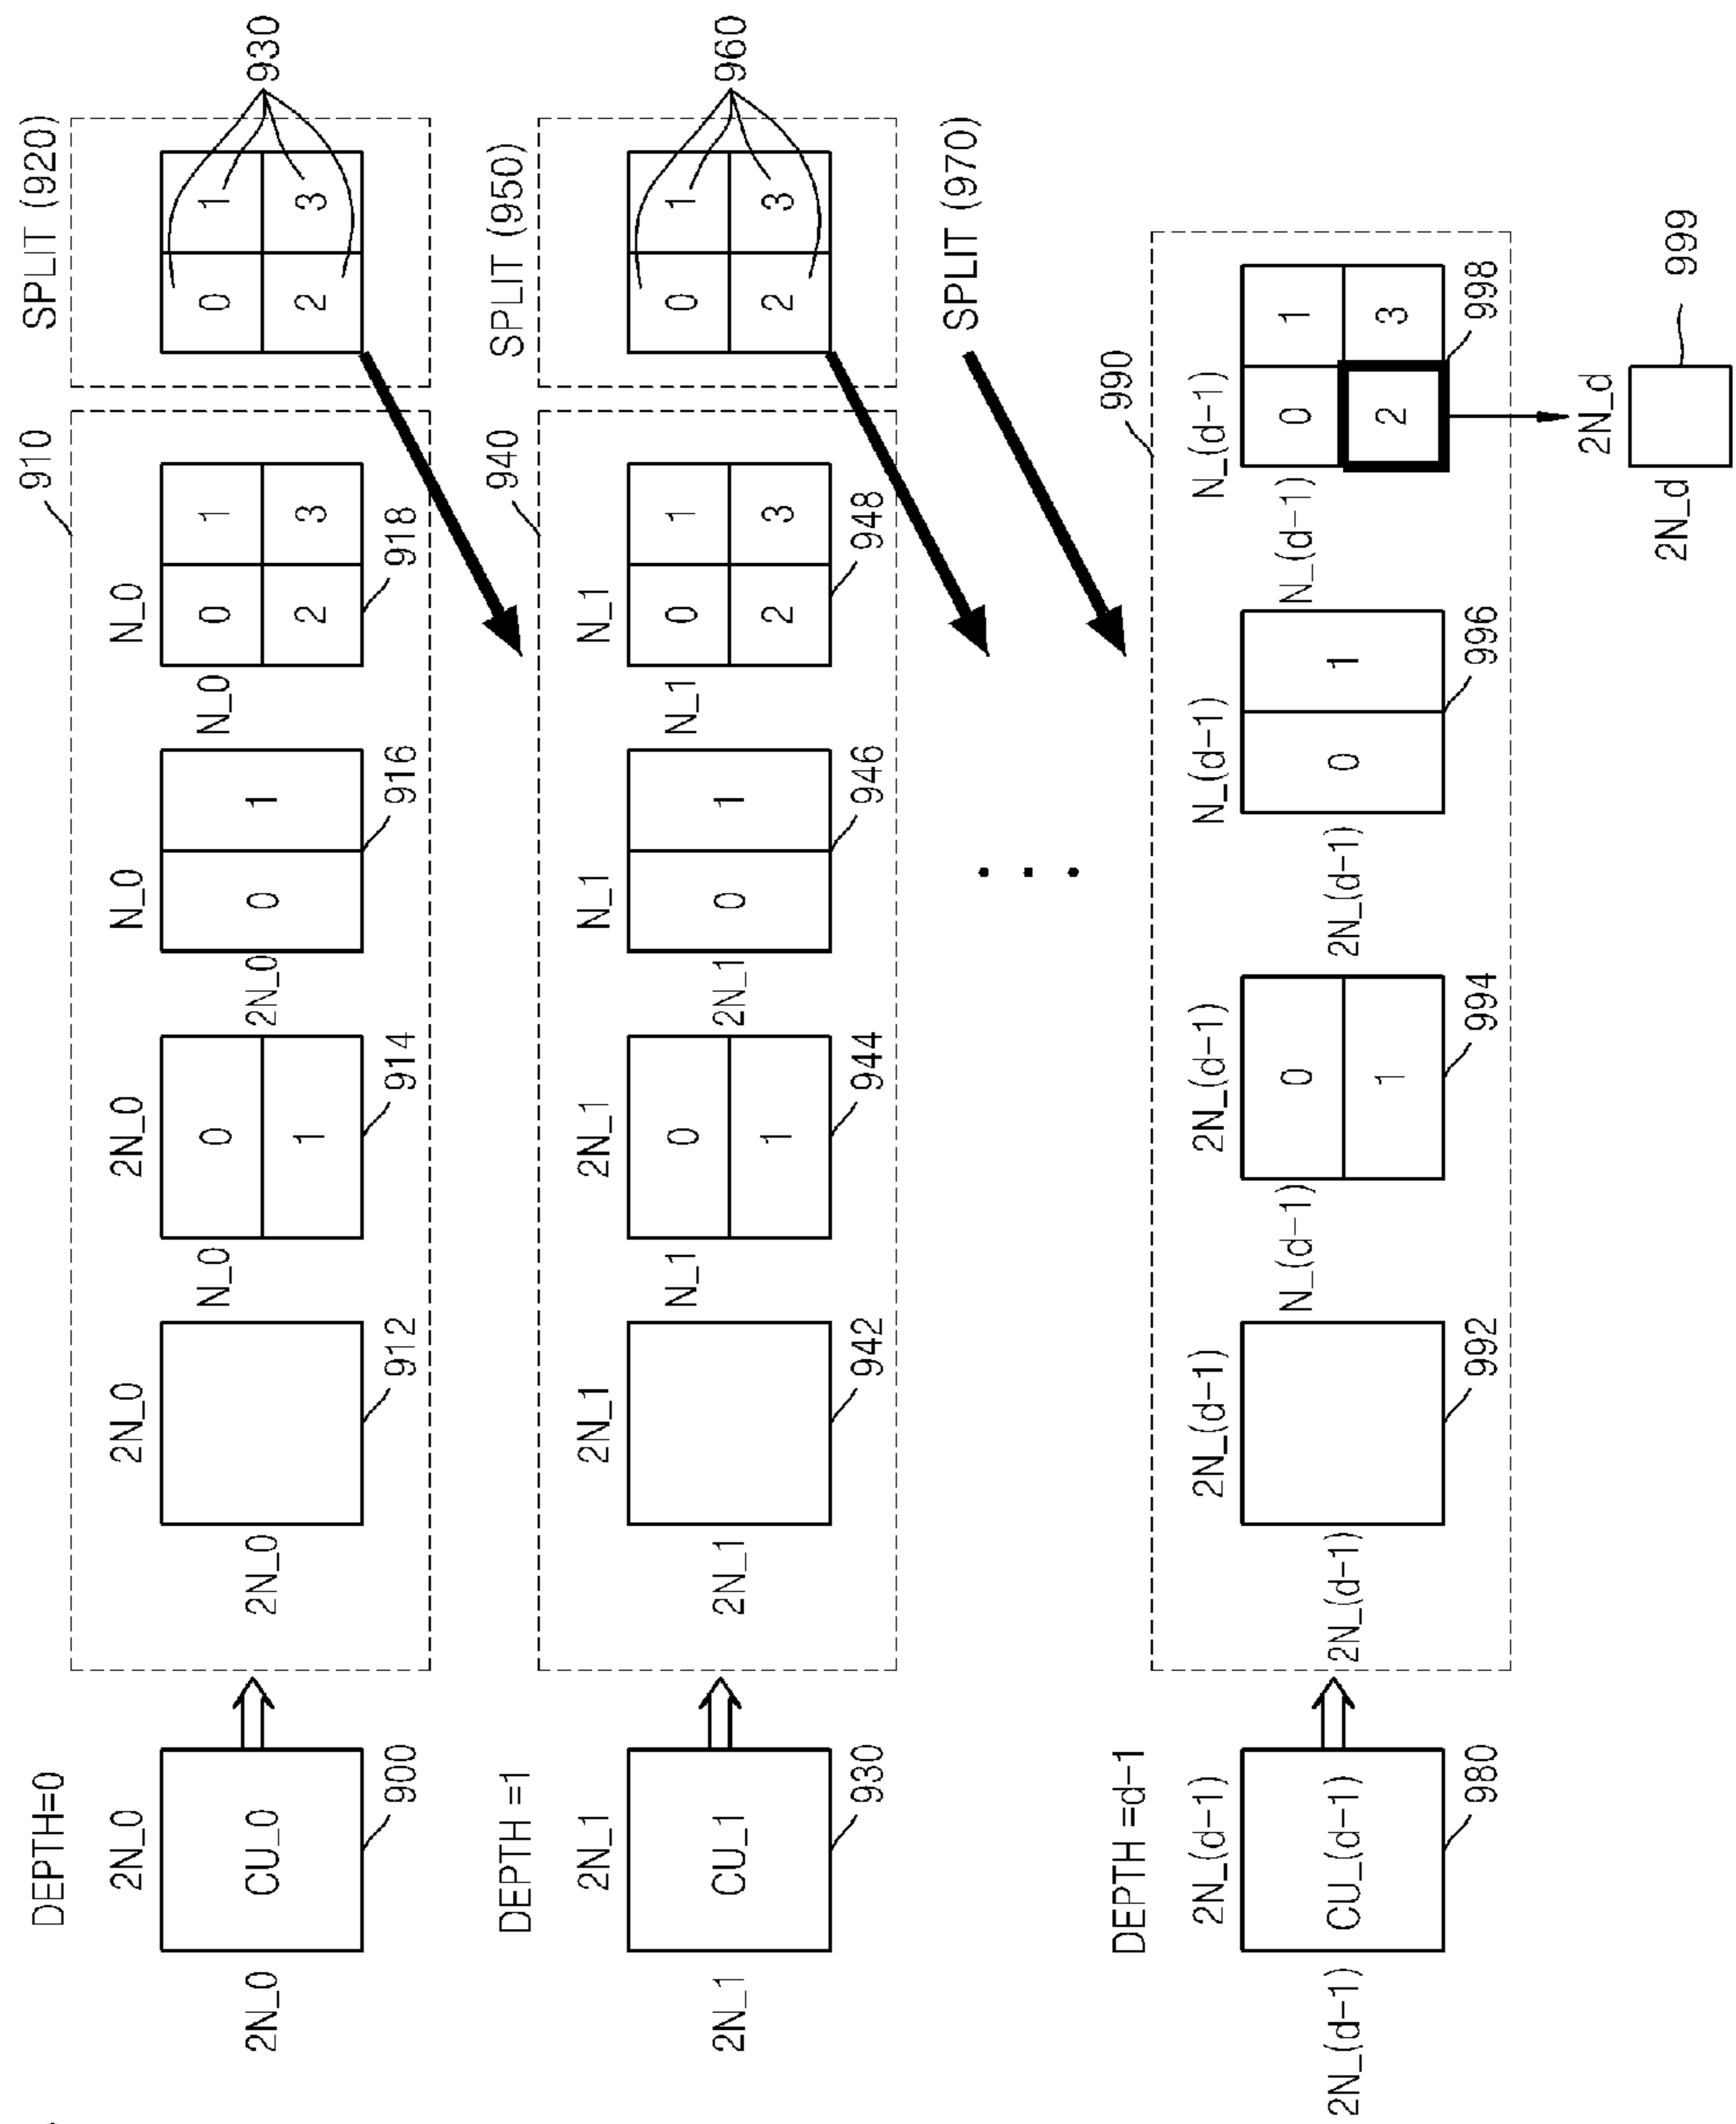 DEPTH=0
2N_0
2N_0
CU_0
900
910
2N_0
2N_0
912
2N_0
N_0
0
1
914
N_0
2N_0
0
1
916
N_0
N_0
0
1
2
3
918
SPLIT (920)
0
1
2
3
930
DEPTH =1
2N_1
2N_1
CU_1
930
940
2N_1
2N_1
942
2N_1
N_1
0
1
944
N_1
2N_1
0
1
946
N_1
N_1
0
1
2
3
948
SPLIT (950)
0
1
2
3
960
SPLIT (970)
DEPTH =d-1
2N_(d-1)
2N_(d-1)
CU_(d-1)
980
990
2N_(d-1)
2N_(d-1)
992
2N_(d-1)
N_(d-1)
0
1
994
N_(d-1)
2N_(d-1)
0
1
996
N_(d-1)
N_(d-1)
0
1
2
3
998
2N_d
2N_d
999